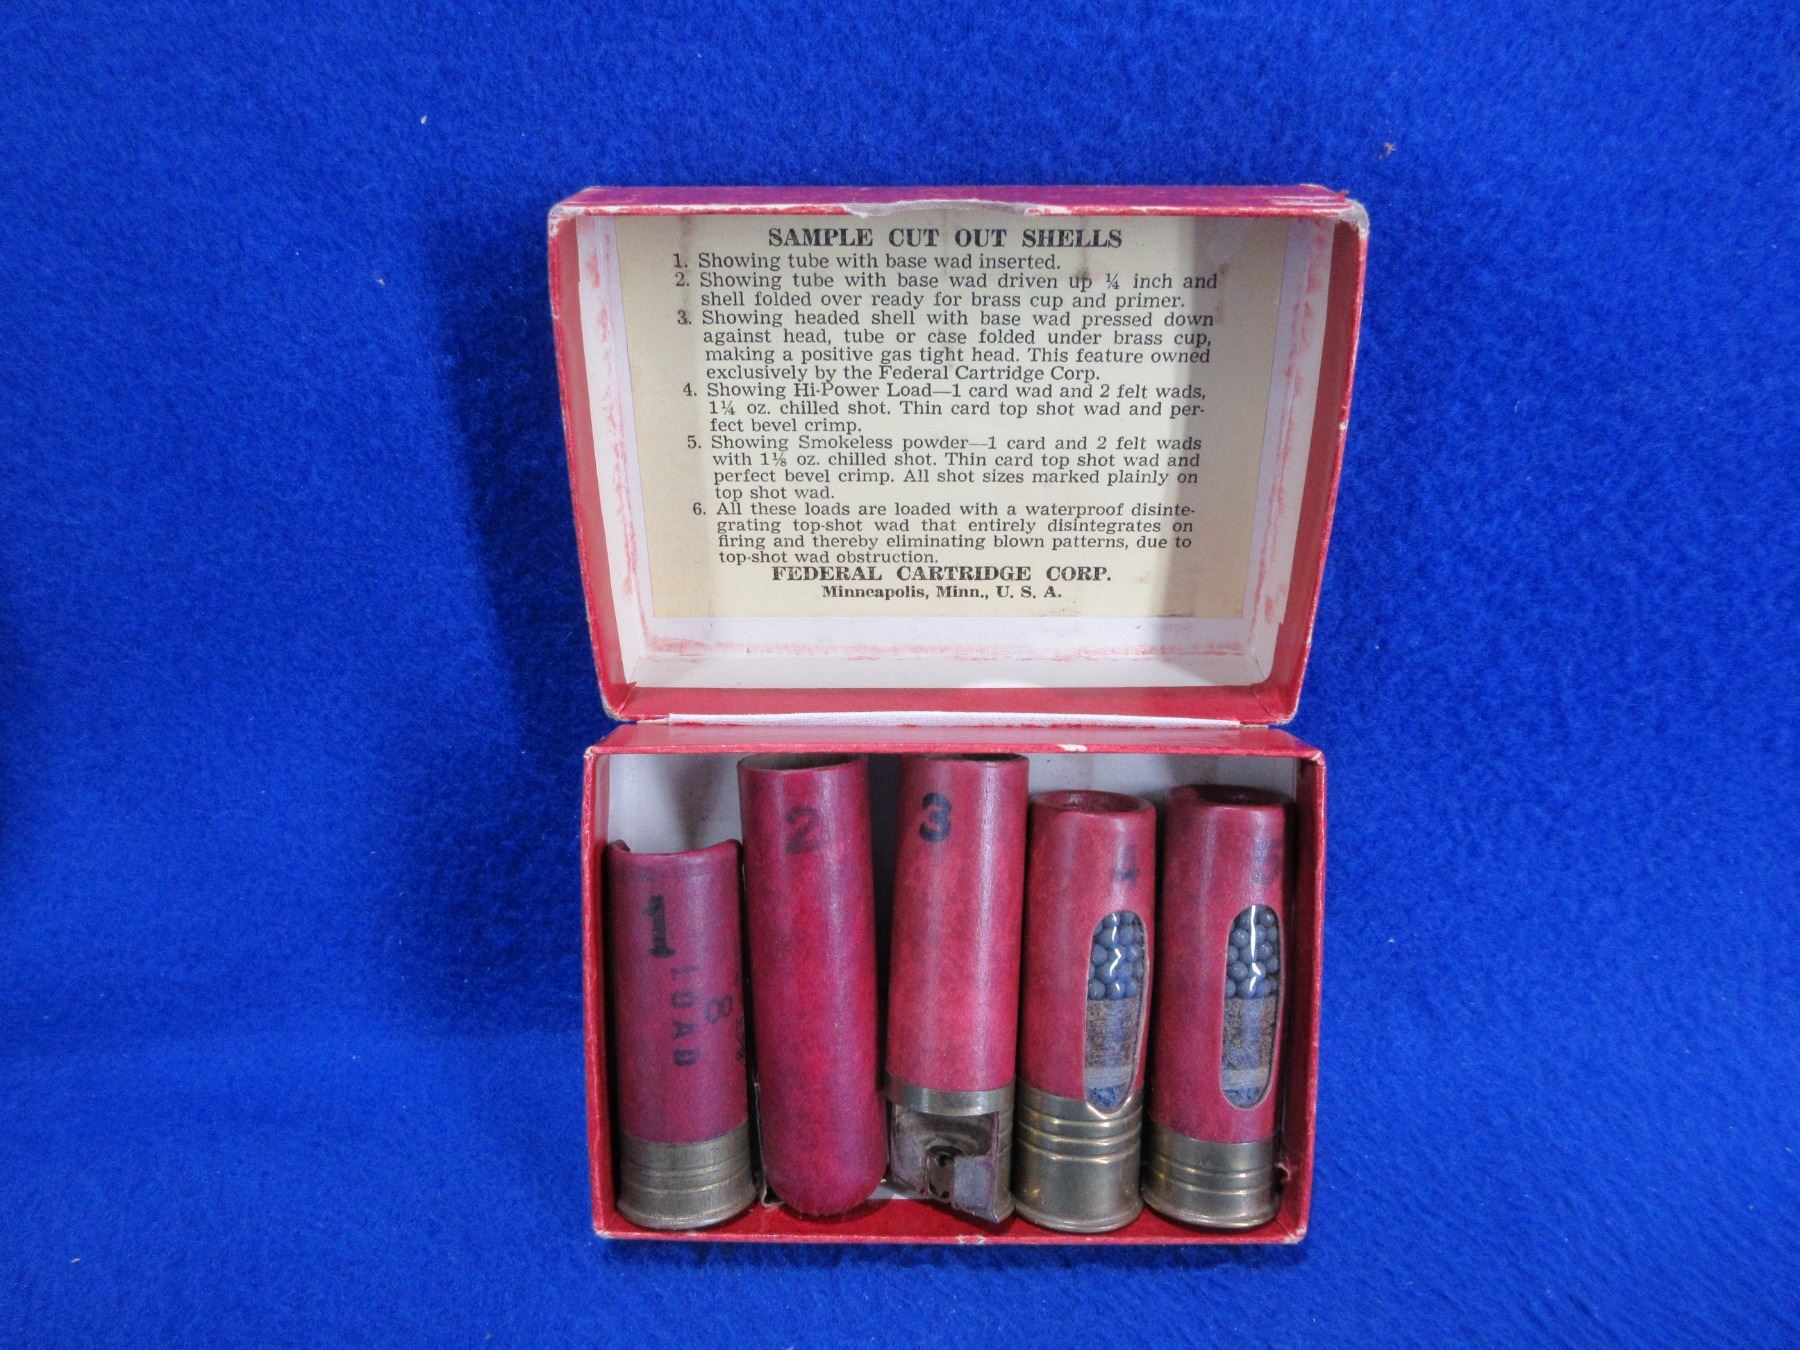 SAMPLE CUT OUT SHELLS
1. Showing tube with base wad inserted.
2. Showing tube with base wad driven up ¼ inch and
shell folded over ready for brass cup and primer.
3. Showing headed shell with base wad pressed down
against head, tube or case folded under brass cup,
making a positive gas tight head. This feature owned
exclusively by the Federal Cartridge Corp.
4. Showing Hi-Power Load—1 card wad and 2 felt wads,
1¼ oz. chilled shot. Thin card top shot wad and per-
fect bevel crimp.
5. Showing Smokeless powder—1 card and 2 felt wads
with 1⅛ oz. chilled shot. Thin card top shot wad and
perfect bevel crimp. All shot sizes marked plainly on
top shot wad.
6. All these loads are loaded with a waterproof disinte-
grating top-shot wad that entirely disintegrates on
firing and thereby eliminating blown patterns, due to
top-shot wad obstruction.
FEDERAL CARTRIDGE CORP.
Minneapolis, Minn., U. S. A.
1
LOAD
8
2
3
4
5